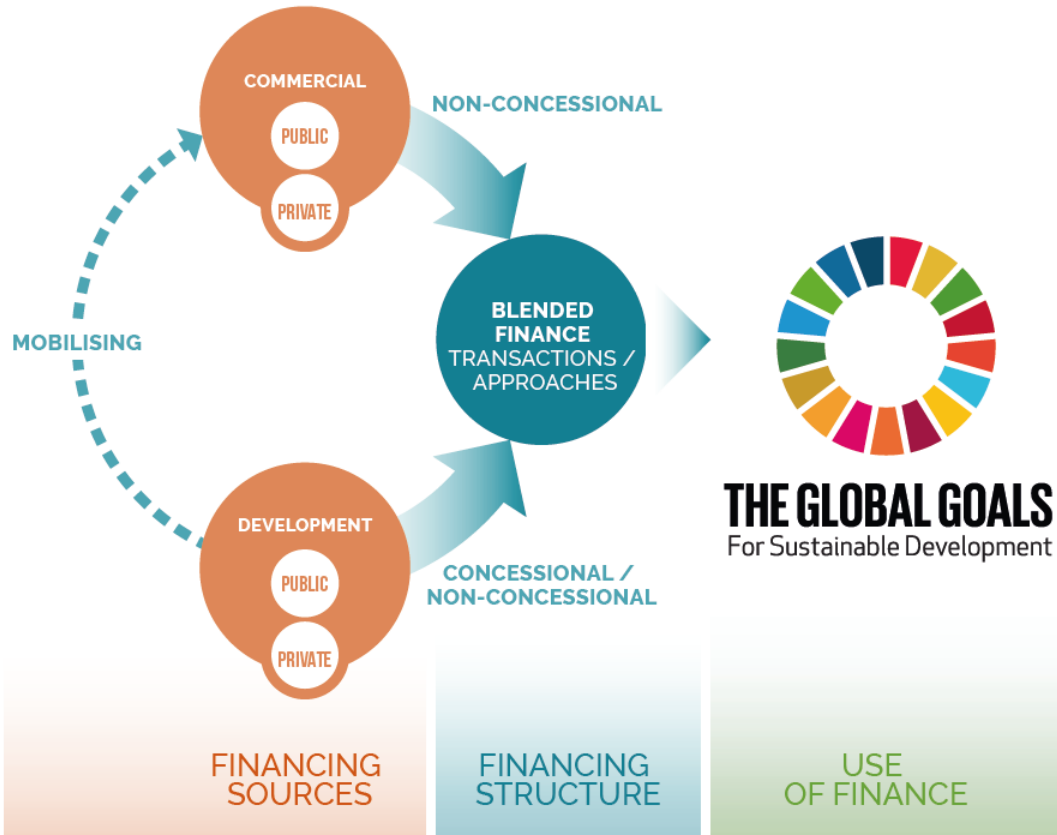 COMMERCIAL
PUBLIC
PRIVATE
NON-CONCESSIONAL
MOBILISING
BLENDED
FINANCE
TRANSACTIONS /
APPROACHES
DEVELOPMENT
PUBLIC
PRIVATE
CONCESSIONAL /
NON-CONCESSIONAL
THE GLOBAL GOALS
For Sustainable Development
FINANCING
SOURCES
FINANCING
STRUCTURE
USE
OF FINANCE